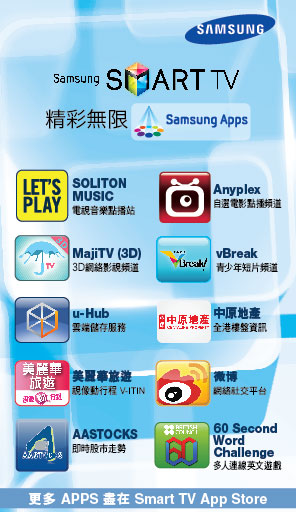 SAMSUNG
Samsung SMART TV
精彩無限 Samsung Apps
LET'S PLAY
SOLITON MUSIC
電視音樂點播站
Anyplex
自選電影點播頻道
TV
MajiTV (3D)
3D網絡影視頻道
vBreak!
vBreak
青少年短片頻道
u-Hub
雲端儲存服務
中原地產
中原地產
全港樓盤資訊
美麗華旅遊
美麗華旅遊
視像動行程 V-ITIN
微博
網絡社交平台
AASTOCKS
AASTOCKS
即時股市走勢
BRITISH COUNCIL
60
60 Second Word Challenge
多人連線英文遊戲
更多 APPS 盡在 Smart TV App Store